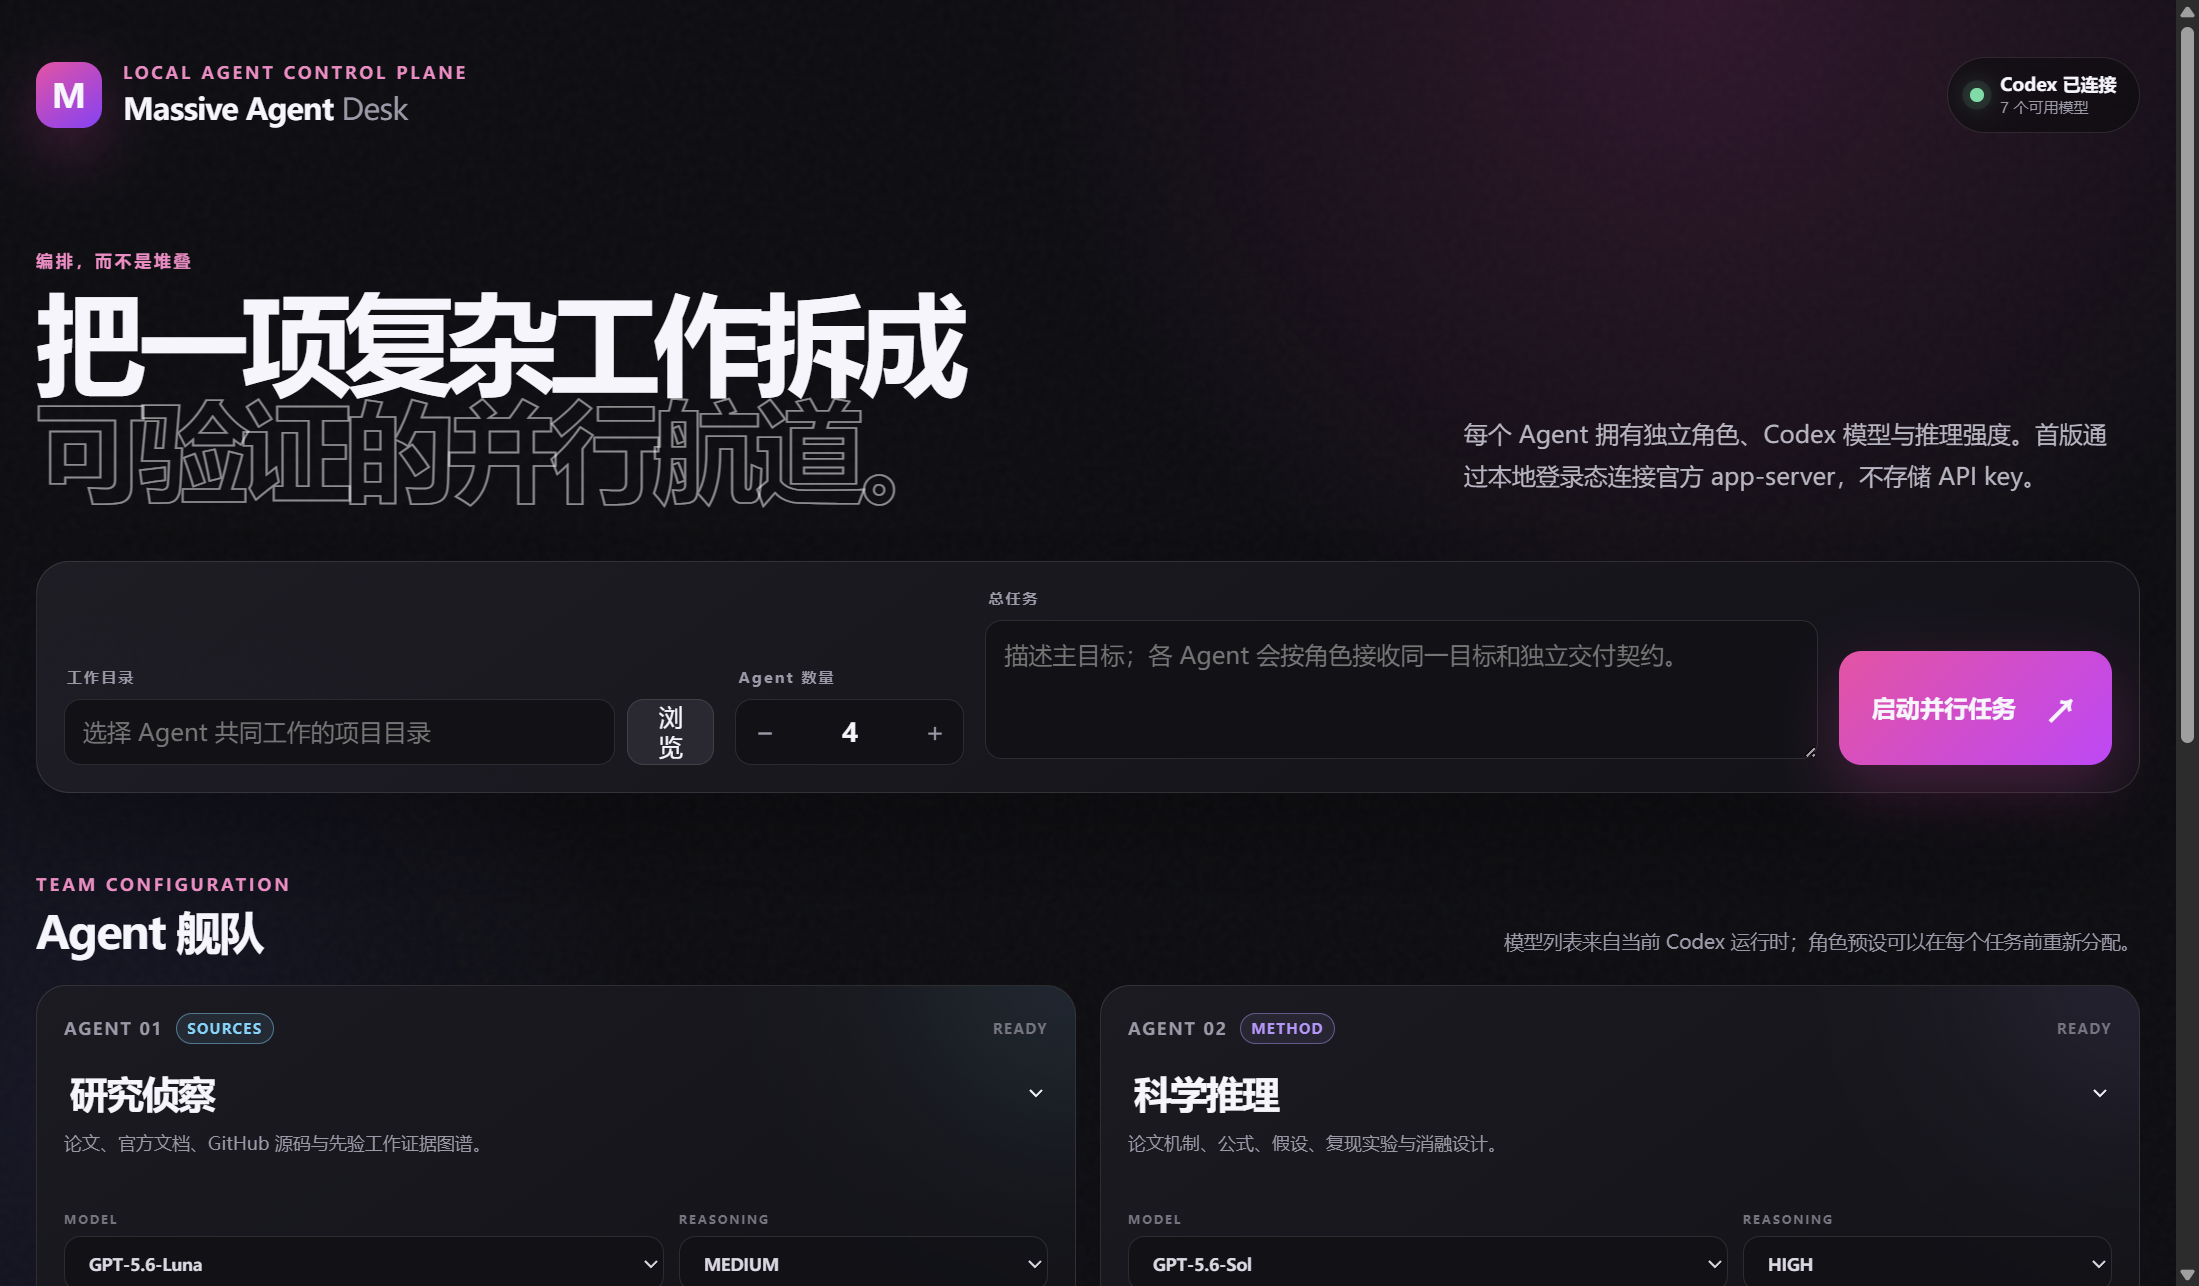 M
LOCAL AGENT CONTROL PLANE
Massive Agent Desk
Codex 已连接
7 个可用模型
编排，而不是堆叠
把一项复杂工作拆成
可验证的并行航道。
每个 Agent 拥有独立角色、Codex 模型与推理强度。首版通
过本地登录态连接官方 app-server，不存储 API key。
工作目录
选择 Agent 共同工作的项目目录
浏
览
Agent 数量
− 4 +
总任务
描述主目标；各 Agent 会按角色接收同一目标和独立交付契约。
启动并行任务 ↗
TEAM CONFIGURATION
Agent 舰队
模型列表来自当前 Codex 运行时；角色预设可以在每个任务前重新分配。
AGENT 01 SOURCES READY
研究侦察
论文、官方文档、GitHub 源码与先验工作证据图谱。
MODEL REASONING
GPT-5.6-Luna MEDIUM
AGENT 02 METHOD READY
科学推理
论文机制、公式、假设、复现实验与消融设计。
MODEL REASONING
GPT-5.6-Sol HIGH